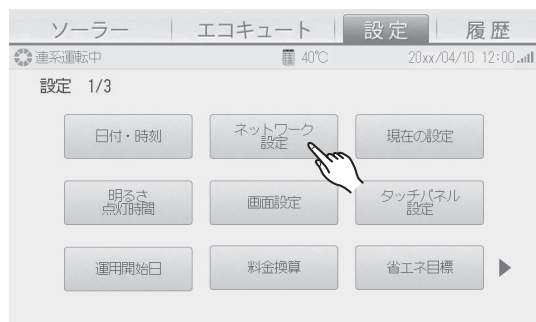 ソーラー エコキュート 設定 履歴
連系運転中 40℃ 20xx/04/10 12:00
設定 1/3
日付・時刻 ネットワーク設定 現在の設定
明るさ点灯時間 画面設定 タッチパネル設定
運用開始日 料金換算 省エネ目標